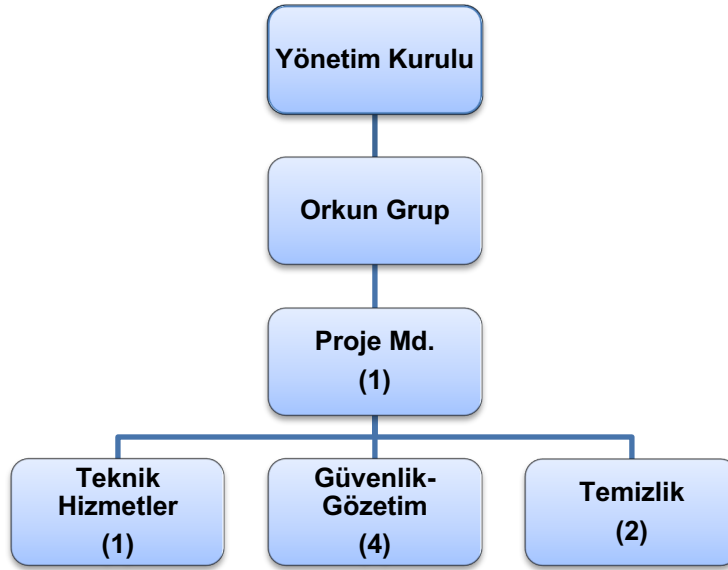 Yönetim Kurulu
Orkun Grup
Proje Md.
(1)
Teknik
Hizmetler
(1)
Güvenlik-
Gözetim
(4)
Temizlik
(2)